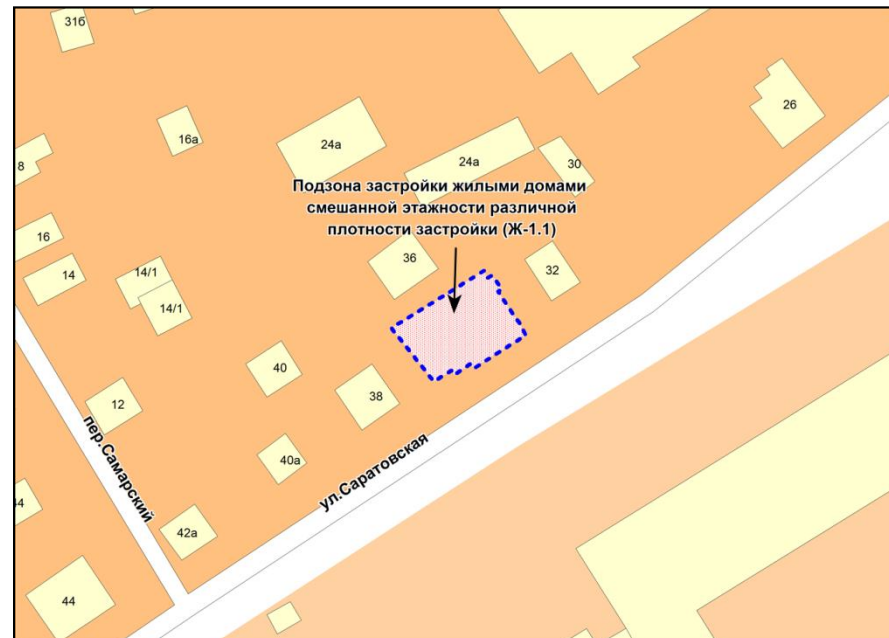 31б
16а
24а
24а
30
26
8
Подзона застройки жилыми домами
смешанной этажности различной
плотности застройки (Ж-1.1)
16
14
14/1
14/1
36
32
40
38
12
пер.Самарский
40а
ул.Саратовская
44
42а
44